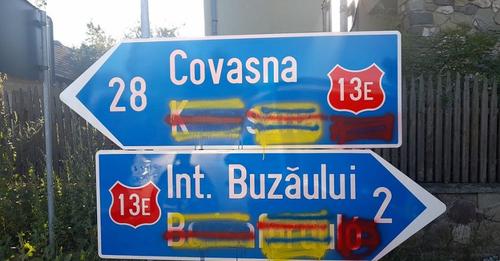 Covasna
28
13E
Int. Buzăului
13E
2